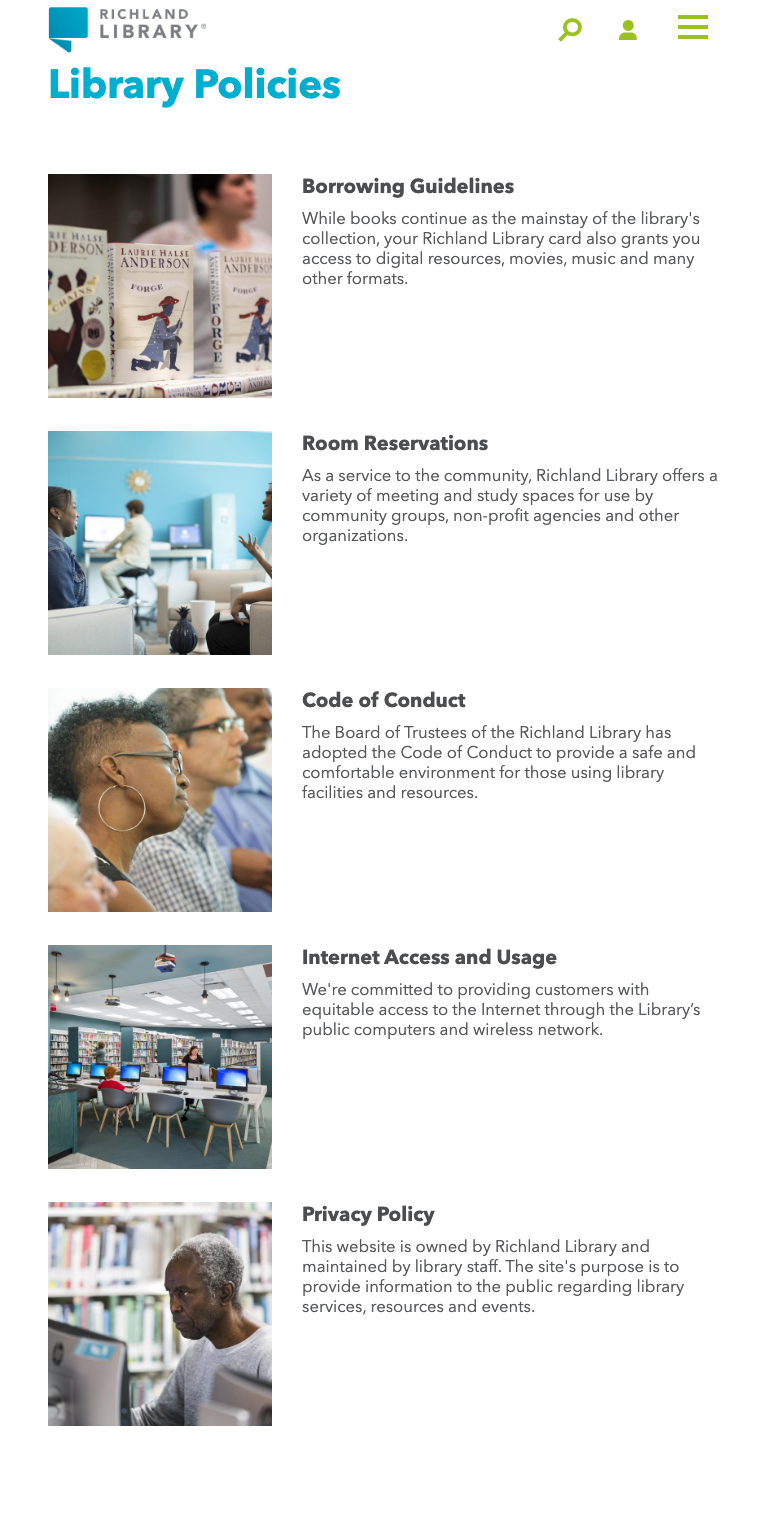 RICHLAND
LIBRARY®
Library Policies
Borrowing Guidelines
While books continue as the mainstay of the library's
collection, your Richland Library card also grants you
access to digital resources, movies, music and many
other formats.
DERSON
CHAINS
LAURIE HALSE
ANDERSON
FORGE
FORGE
LAURIE HALSE
ANDERSON
FORGE
Room Reservations
As a service to the community, Richland Library offers a
variety of meeting and study spaces for use by
community groups, non-profit agencies and other
organizations.
Code of Conduct
The Board of Trustees of the Richland Library has
adopted the Code of Conduct to provide a safe and
comfortable environment for those using library
facilities and resources.
Internet Access and Usage
We're committed to providing customers with
equitable access to the Internet through the Library’s
public computers and wireless network.
Privacy Policy
This website is owned by Richland Library and
maintained by library staff. The site's purpose is to
provide information to the public regarding library
services, resources and events.